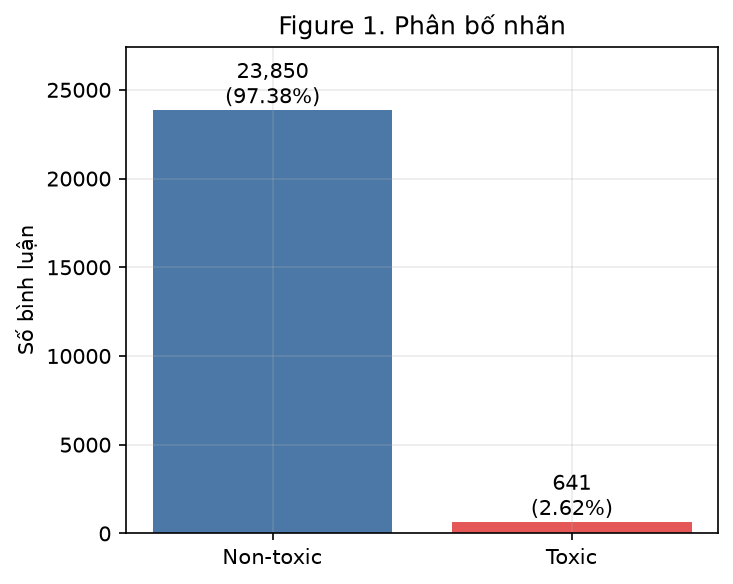 Figure 1. Phân bố nhãn
23,850
(97.38%)
641
(2.62%)
Số bình luận
25000
20000
15000
10000
5000
0
Non-toxic
Toxic